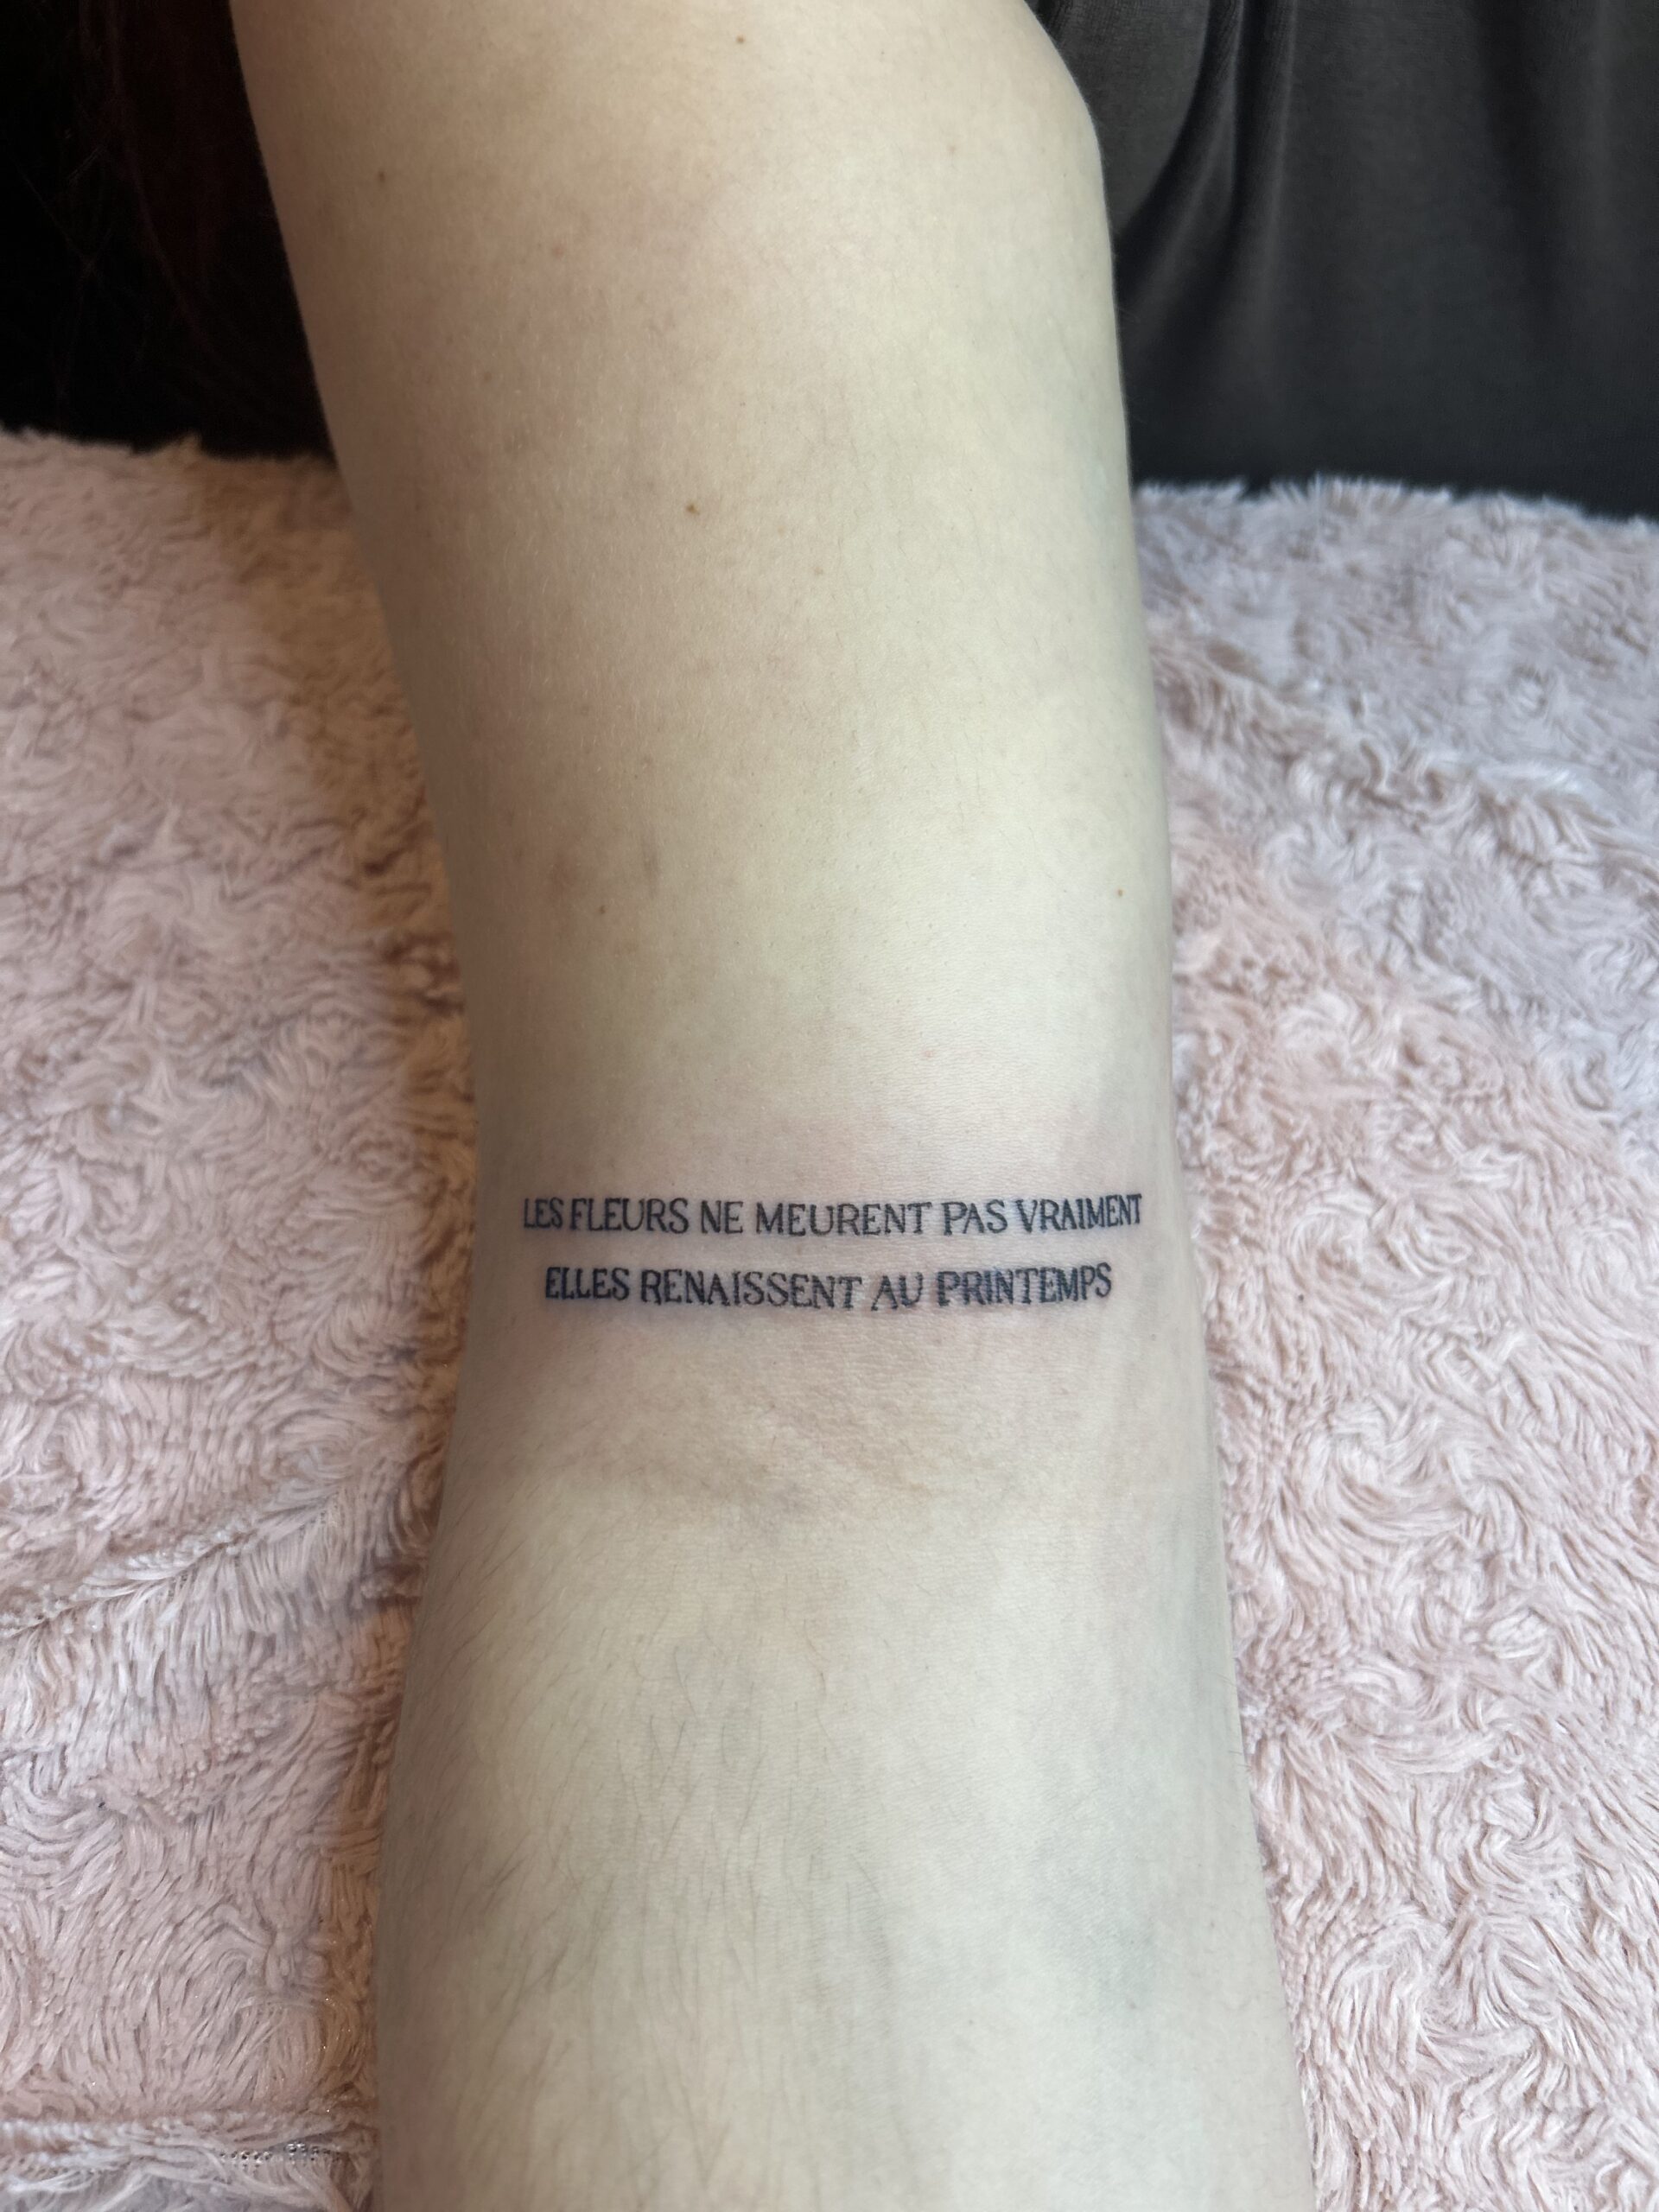 LES FLEURS NE MEURENT PAS VRAIMENT
ELLES RENAISSENT AU PRINTEMPS